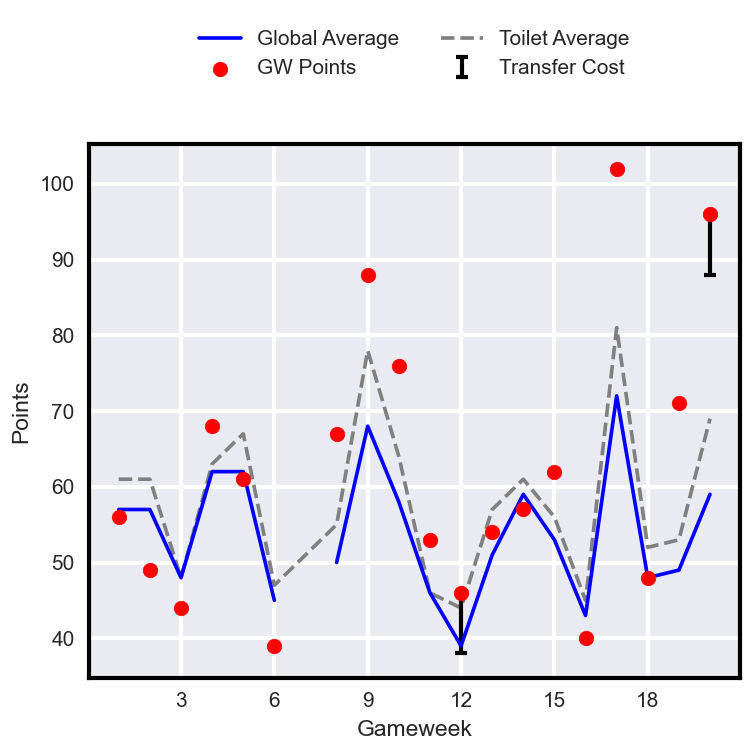 Global Average
Toilet Average
GW Points
Transfer Cost
100
90
80
70
60
50
40
Points
3 6 9 12 15 18
Gameweek